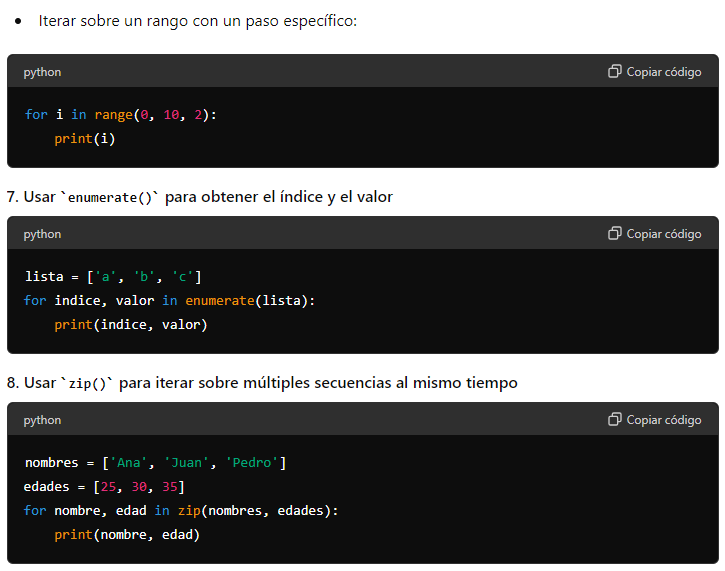 • Iterar sobre un rango con un paso específico:
python Copiar código
for i in range(0, 10, 2):
    print(i)
7. Usar `enumerate()` para obtener el índice y el valor
python Copiar código
lista = ['a', 'b', 'c']
for indice, valor in enumerate(lista):
    print(indice, valor)
8. Usar `zip()` para iterar sobre múltiples secuencias al mismo tiempo
python Copiar código
nombres = ['Ana', 'Juan', 'Pedro']
edades = [25, 30, 35]
for nombre, edad in zip(nombres, edades):
    print(nombre, edad)